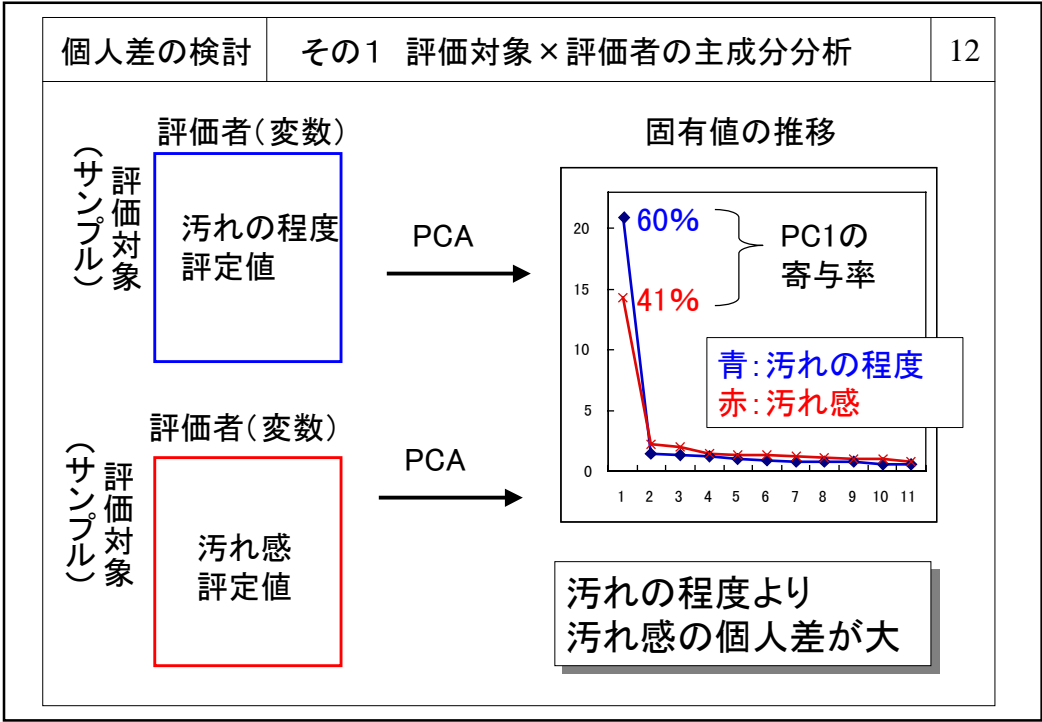 個人差の検討
その1 評価対象×評価者の主成分分析
12
評価者(変数)
評価対象
(サンプル)
汚れの程度
評定値
PCA
評価者(変数)
評価対象
(サンプル)
汚れ感
評定値
PCA
固有値の推移
20
15
10
5
0
1 2 3 4 5 6 7 8 9 10 11
60%
41%
PC1の
寄与率
青:汚れの程度
赤:汚れ感
汚れの程度より
汚れ感の個人差が大